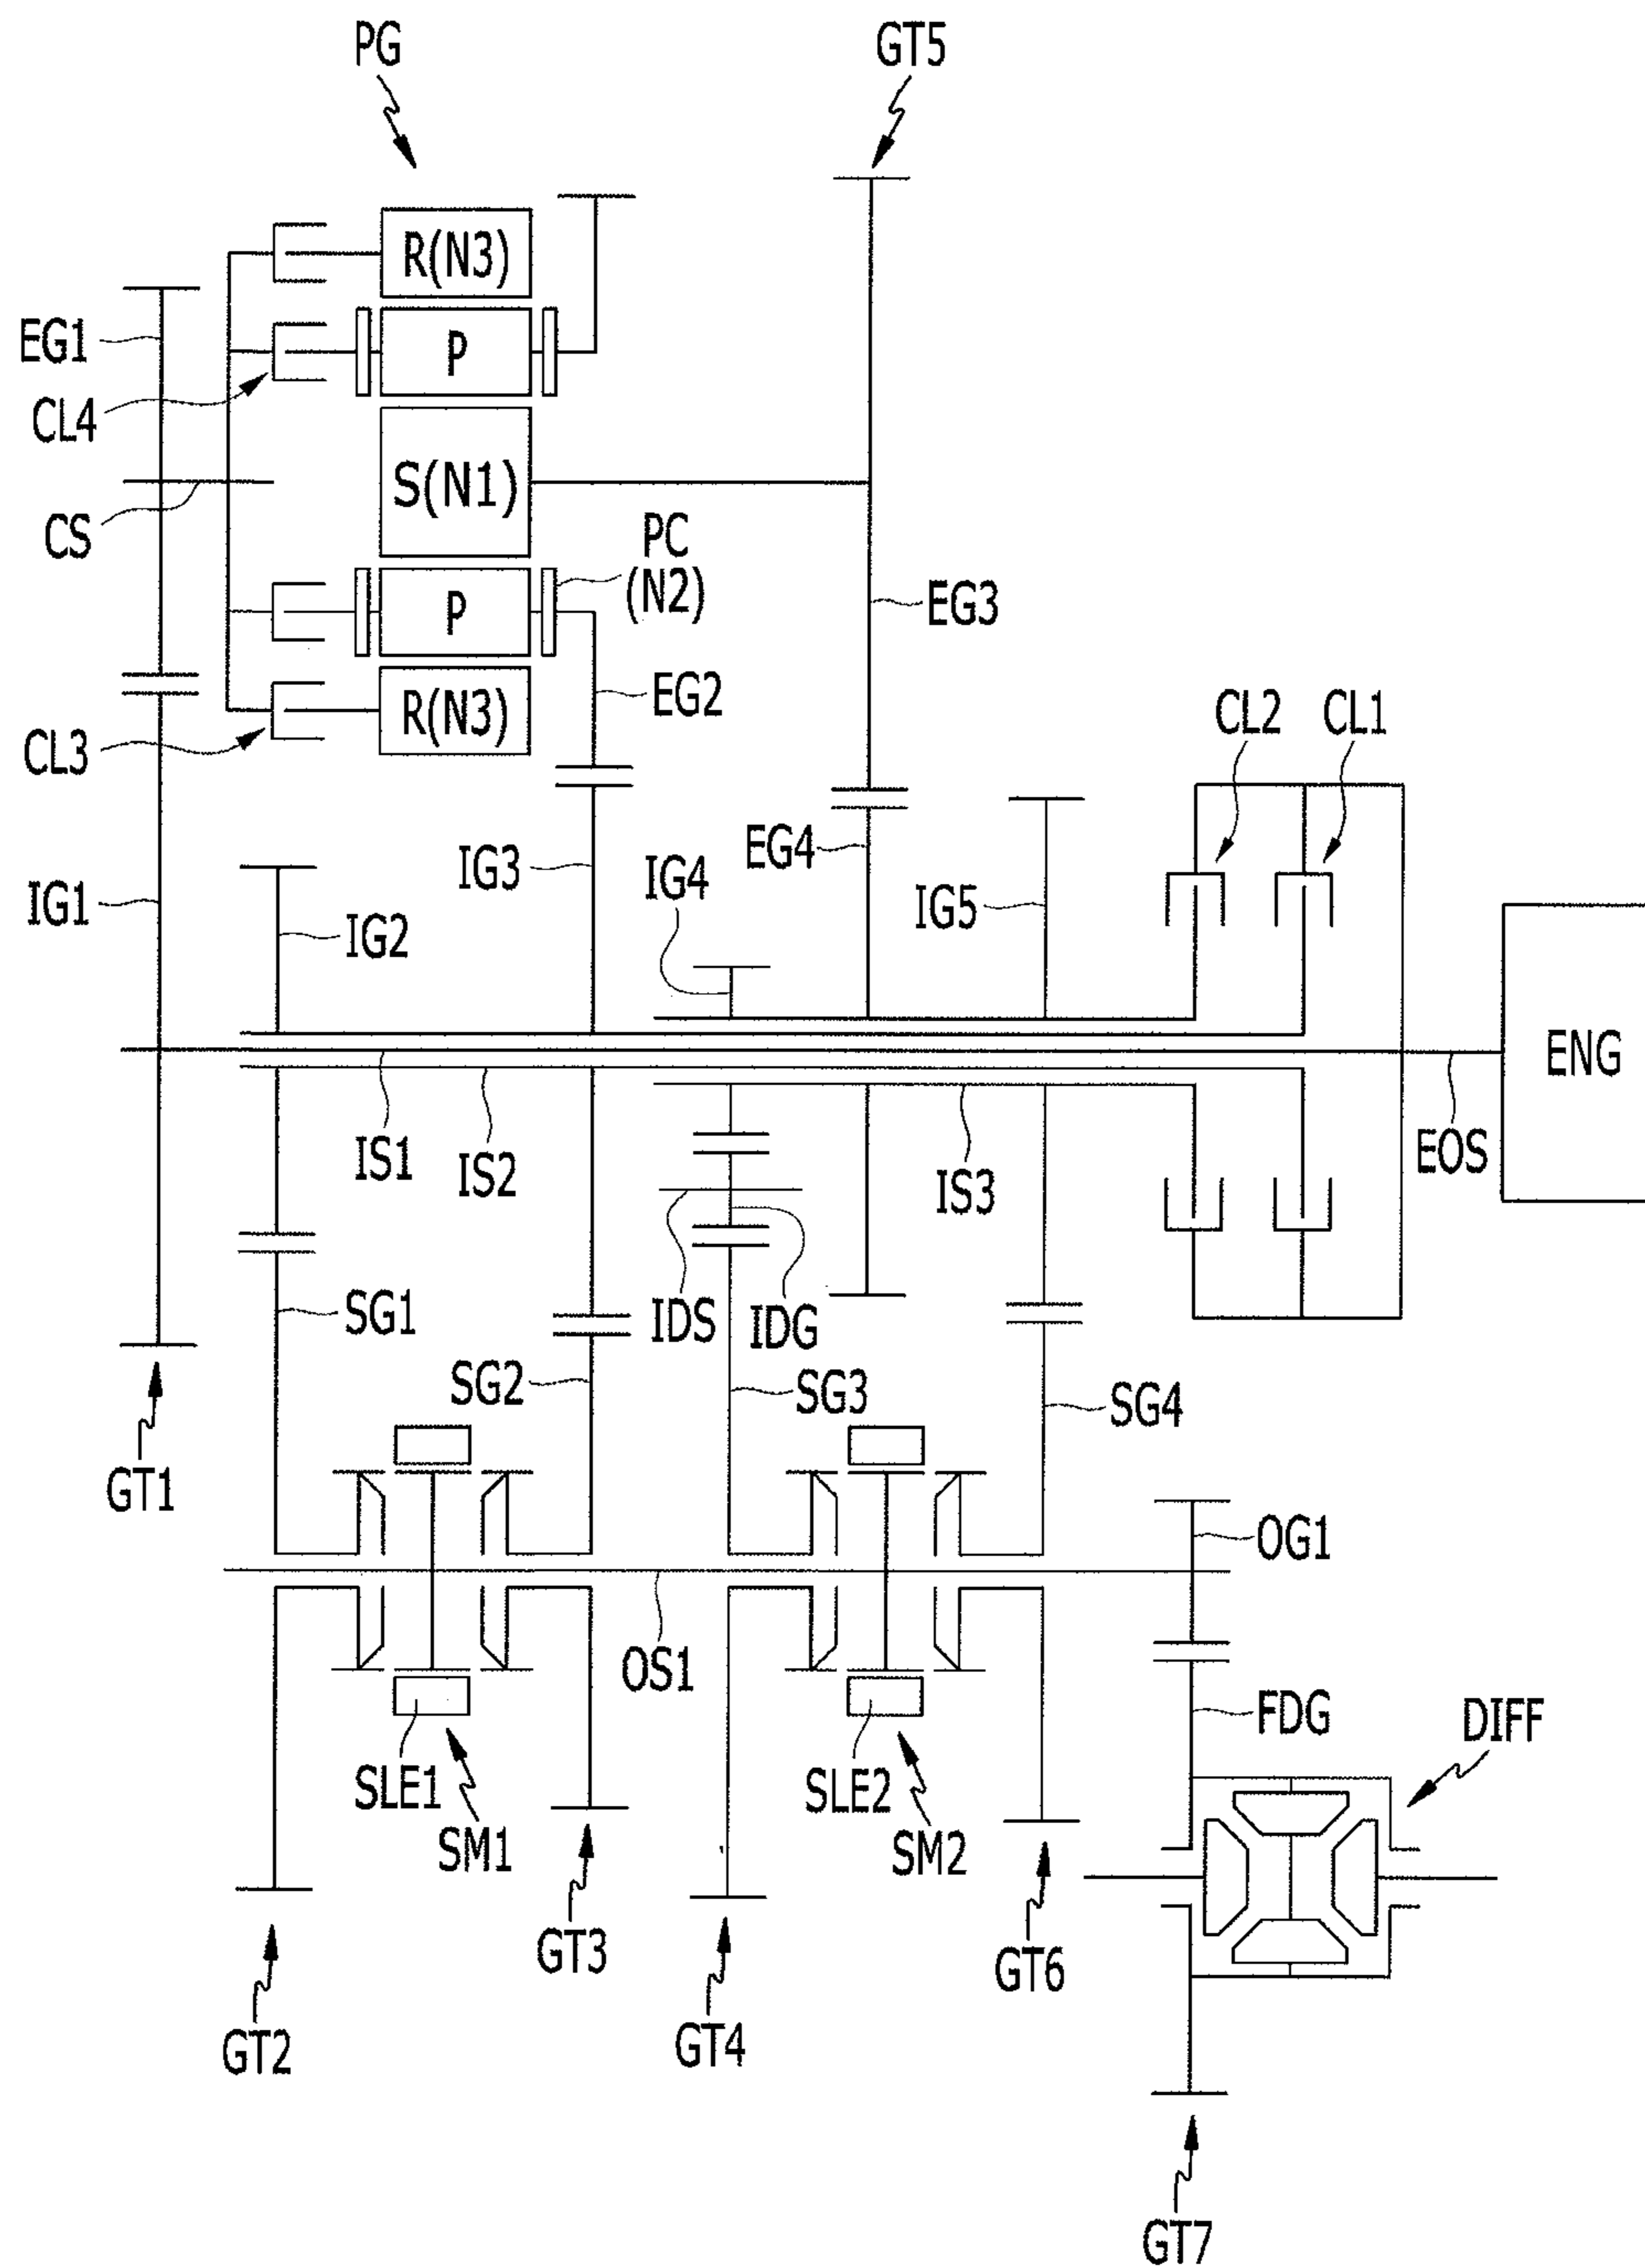 PG
GT5
R(N3)
EG1
P
CL4
S(N1)
CS
PC
(N2)
P
EG3
R(N3)
EG2
CL3
CL2
CL1
EG4
IG3
IG4
IG5
IG1
IG2
ENG
IS1
IS2
IS3
EOS
SG1
IDS
IDG
SG2
SG3
SG4
GT1
OG1
OS1
FDG
DIFF
SLE1
SLE2
SM1
SM2
GT3
GT6
GT2
GT4
GT7